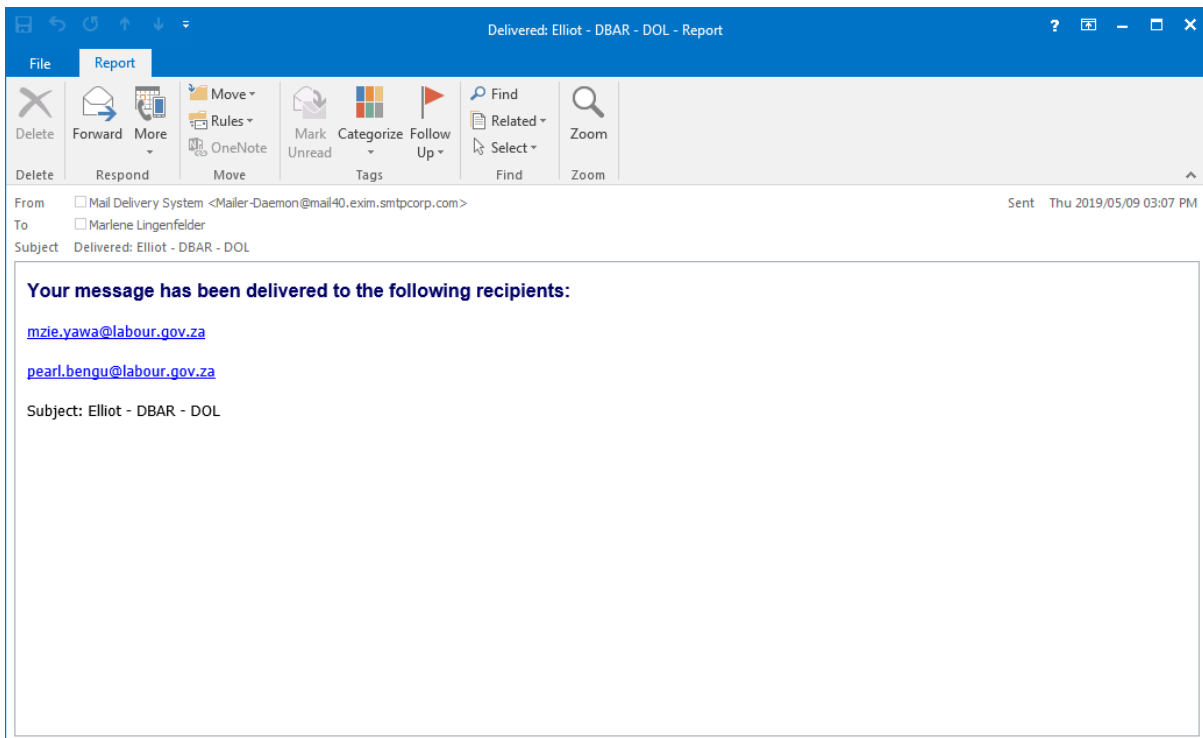 Delivered: Elliot - DBAR - DOL - Report
File Report
Delete
Forward
More
Move
Rules
OneNote
Mark Unread
Categorize
Follow Up
Find
Related
Select
Zoom
Delete Respond Move Tags Find Zoom
From Mail Delivery System <Mailer-Daemon@mail40.exim.smtpcorp.com> Sent Thu 2019/05/09 03:07 PM
To Marlene Lingenfelder
Subject Delivered: Elliot - DBAR - DOL
Your message has been delivered to the following recipients:
mzie.yawa@labour.gov.za
pearl.bengu@labour.gov.za
Subject: Elliot - DBAR - DOL